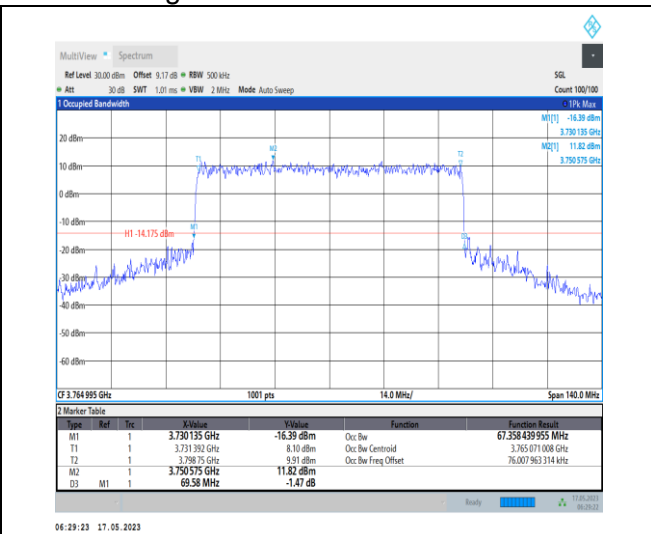 MultiView Spectrum
Ref Level 30.00 dBm Offset 9.17 dB RBW 500 kHz SGL
Att 30 dB SWT 1.01 ms VBW 2 MHz Mode Auto Sweep Count 100/100
1 Occupied Bandwidth 1Pk Max
M1[1] -16.39 dBm
3.730 135 GHz
M2[1] 11.82 dBm
3.750 575 GHz
20 dBm
10 dBm
0 dBm
-10 dBm
-20 dBm
-30 dBm
-40 dBm
-50 dBm
-60 dBm
T1
M2
T2
M1
H1 -14.175 dBm
D3
CF 3.764 995 GHz 1001 pts 14.0 MHz/ Span 140.0 MHz
2 Marker Table
Type Ref Trc X-Value Y-Value Function Function Result
M1 1 3.730 135 GHz -16.39 dBm Occ Bw 67.358 439 955 MHz
T1 1 3.731 392 GHz 8.10 dBm Occ Bw Centroid 3.765 071 008 GHz
T2 1 3.798 75 GHz 9.91 dBm Occ Bw Freq Offset 76.007 963 314 kHz
M2 1 3.750 575 GHz 11.82 dBm
D3 M1 1 69.58 MHz -1.47 dB
Ready 17.05.2023
06:29:22
06:29:23 17.05.2023